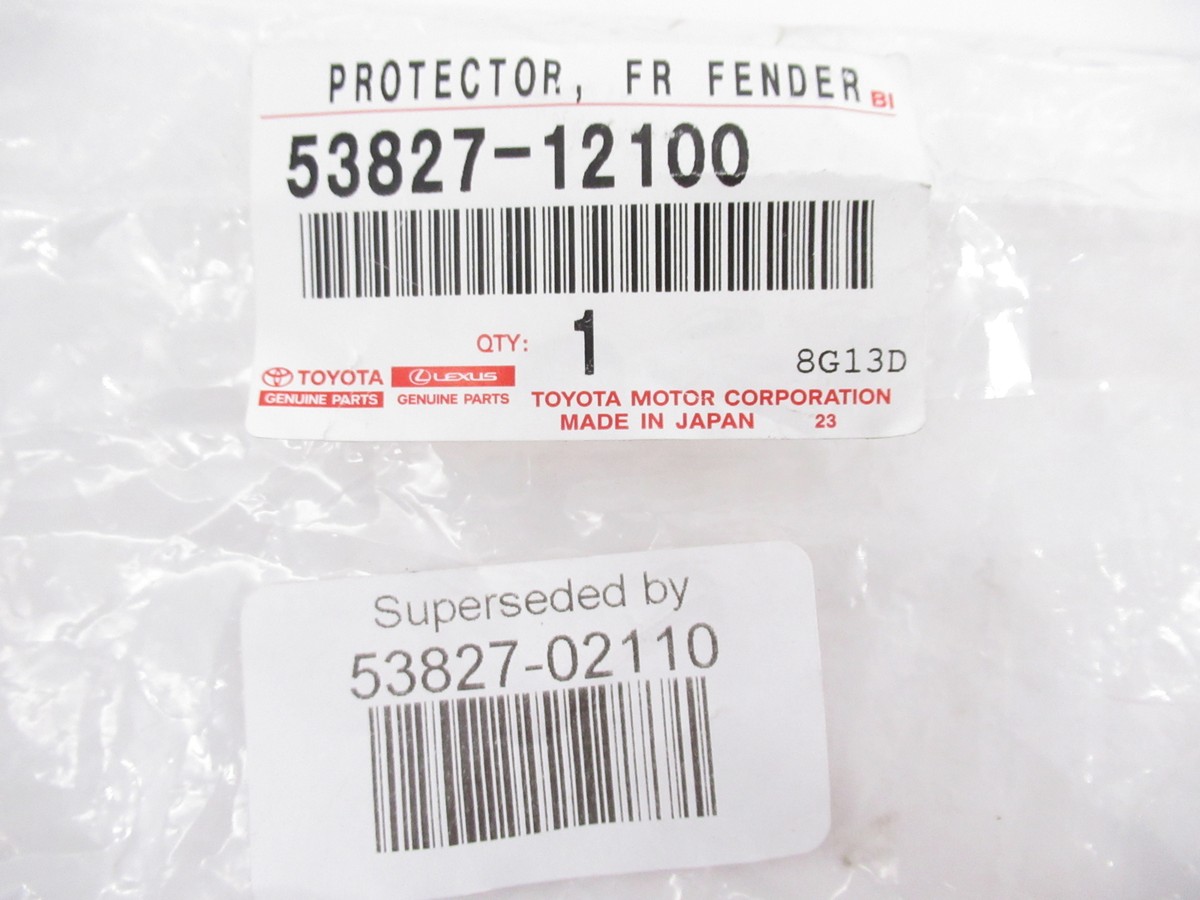 PROTECTOR, FR FENDER BI
53827-12100
QTY: 1
8G13D
TOYOTA LEXUS
GENUINE PARTS GENUINE PARTS
TOYOTA MOTOR CORPORATION
MADE IN JAPAN 23
Superseded by
53827-02110